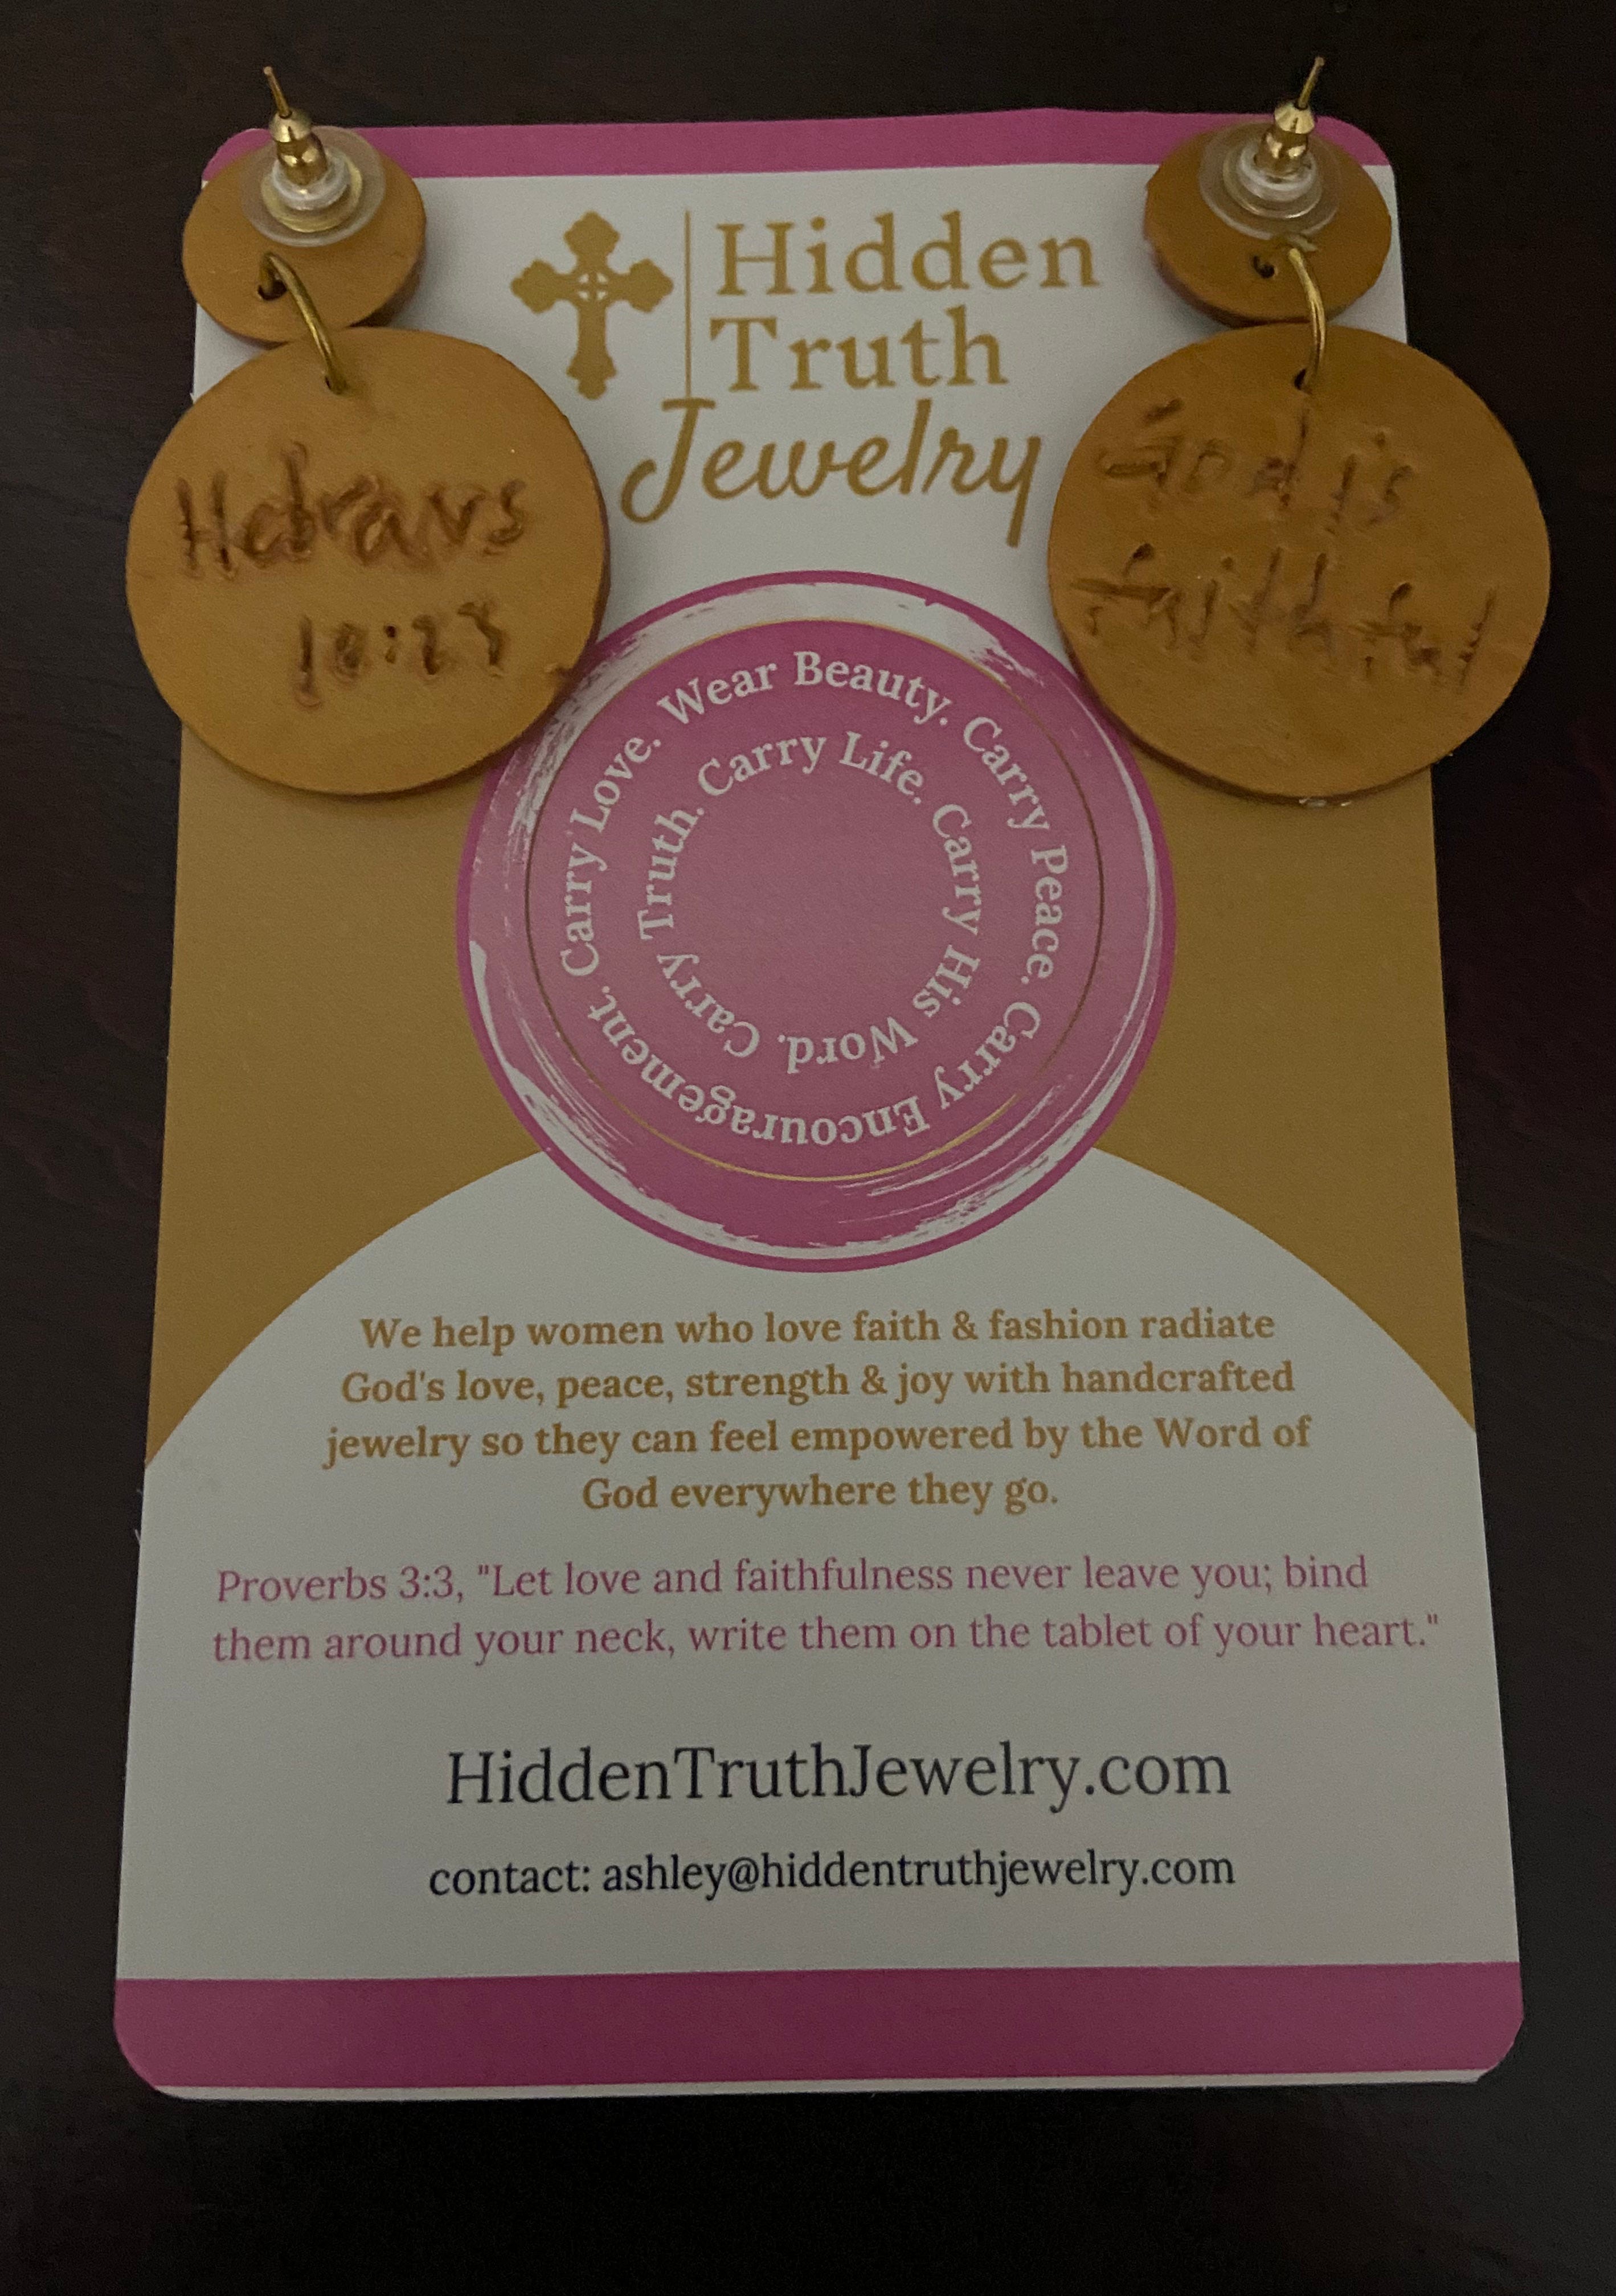 Hidden
Truth
Jewelry
Hebrews
10:23
God is
faithful
Wear Beauty. Carry Peace. Carry Encouragement. Carry Love.
Carry Life. Carry His Word. Carry Truth.
We help women who love faith & fashion radiate
God's love, peace, strength & joy with handcrafted
jewelry so they can feel empowered by the Word of
God everywhere they go.
Proverbs 3:3, "Let love and faithfulness never leave you; bind
them around your neck, write them on the tablet of your heart."
HiddenTruthJewelry.com
contact: ashley@hiddentruthjewelry.com